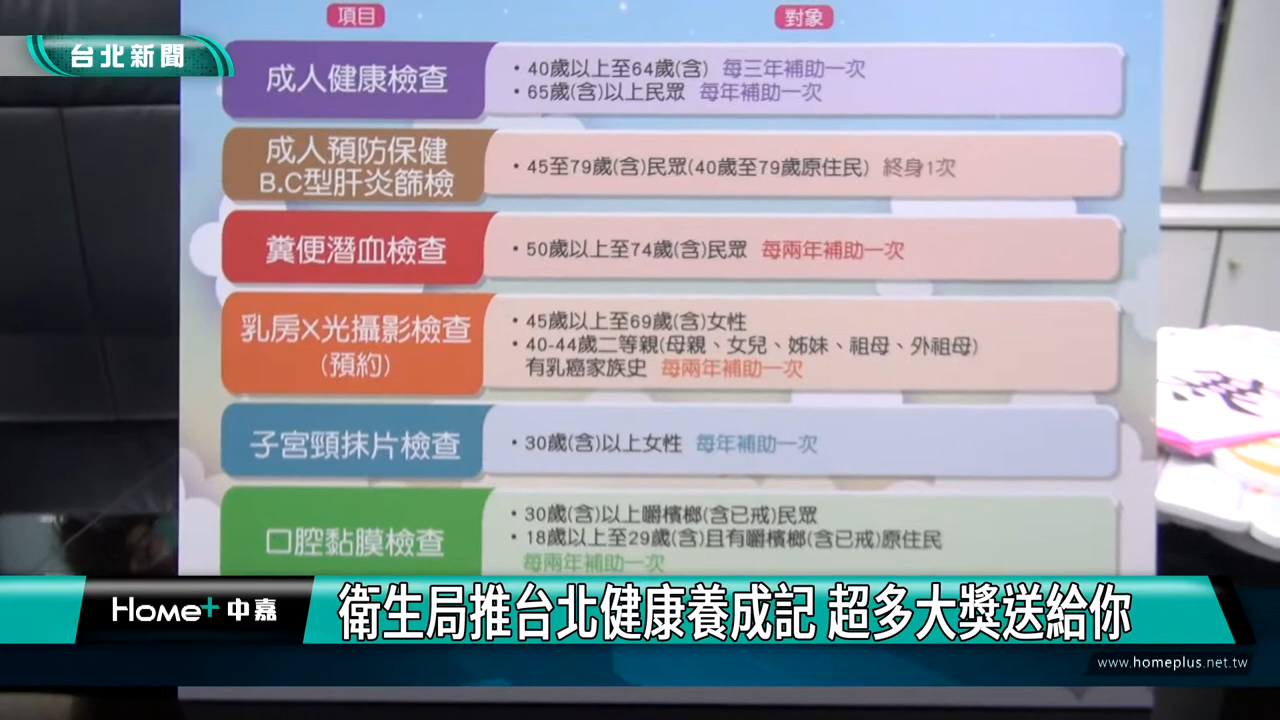 台北新聞
項目
對象
成人健康檢查
・40歲以上至64歲(含) 每三年補助一次
・65歲(含)以上民眾 每年補助一次
成人預防保健
B.C型肝炎篩檢
・45至79歲(含)民眾(40歲至79歲原住民) 終身1次
糞便潛血檢查
・50歲以上至74歲(含)民眾 每兩年補助一次
乳房X光攝影檢查
(預約)
・45歲以上至69歲(含)女性
・40-44歲二等親(母親、女兒、姊妹、祖母、外祖母)
有乳癌家族史 每兩年補助一次
子宮頸抹片檢查
・30歲(含)以上女性 每年補助一次
口腔黏膜檢查
・30歲(含)以上嚼檳榔(含已戒)民眾
・18歲以上至29歲(含)且有嚼檳榔(含已戒)原住民
每兩年補助一次
Home+中嘉
衛生局推台北健康養成記 超多大獎送給你
www.homeplus.net.tw